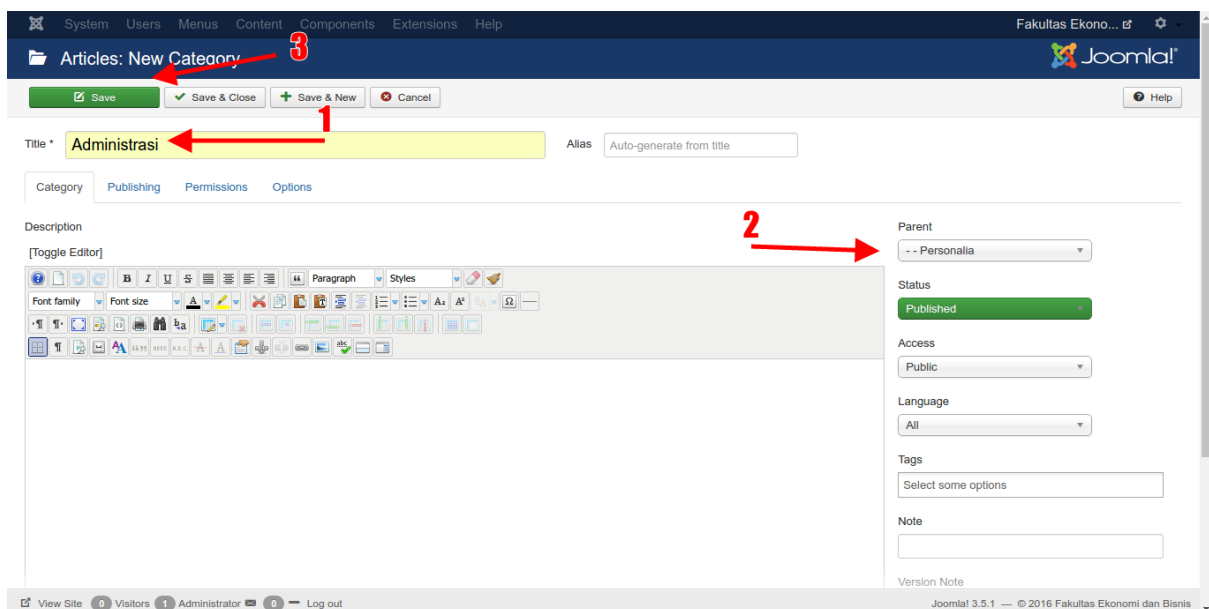 System Users Menus Content Components Extensions Help Fakultas Ekono...
Articles: New Category 3 Joomla!®
Save Save & Close Save & New Cancel Help
1
Title * Administrasi Alias Auto-generate from title
Category Publishing Permissions Options
Description 2 Parent
[Toggle Editor] - - Personalia
Paragraph Styles Status
Font family Font size Published
Access
Public
Language
All
Tags
Select some options
Note
Version Note
View Site 0 Visitors 1 Administrator 0 Log out Joomla! 3.5.1 — © 2016 Fakultas Ekonomi dan Bisnis